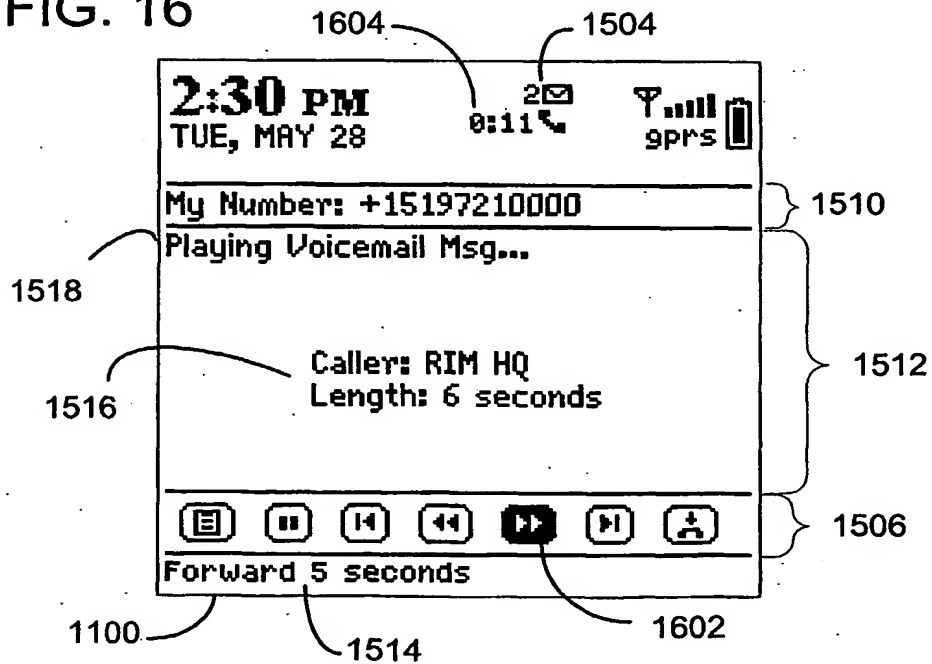 FIG. 16
1604
1504
2:30 PM
2
0:11
gprs
TUE, MAY 28
My Number: +15197210000
1510
Playing Voicemail Msg...
1518
Caller: RIM HQ
1512
Length: 6 seconds
1516
1506
Forward 5 seconds
1100
1514
1602